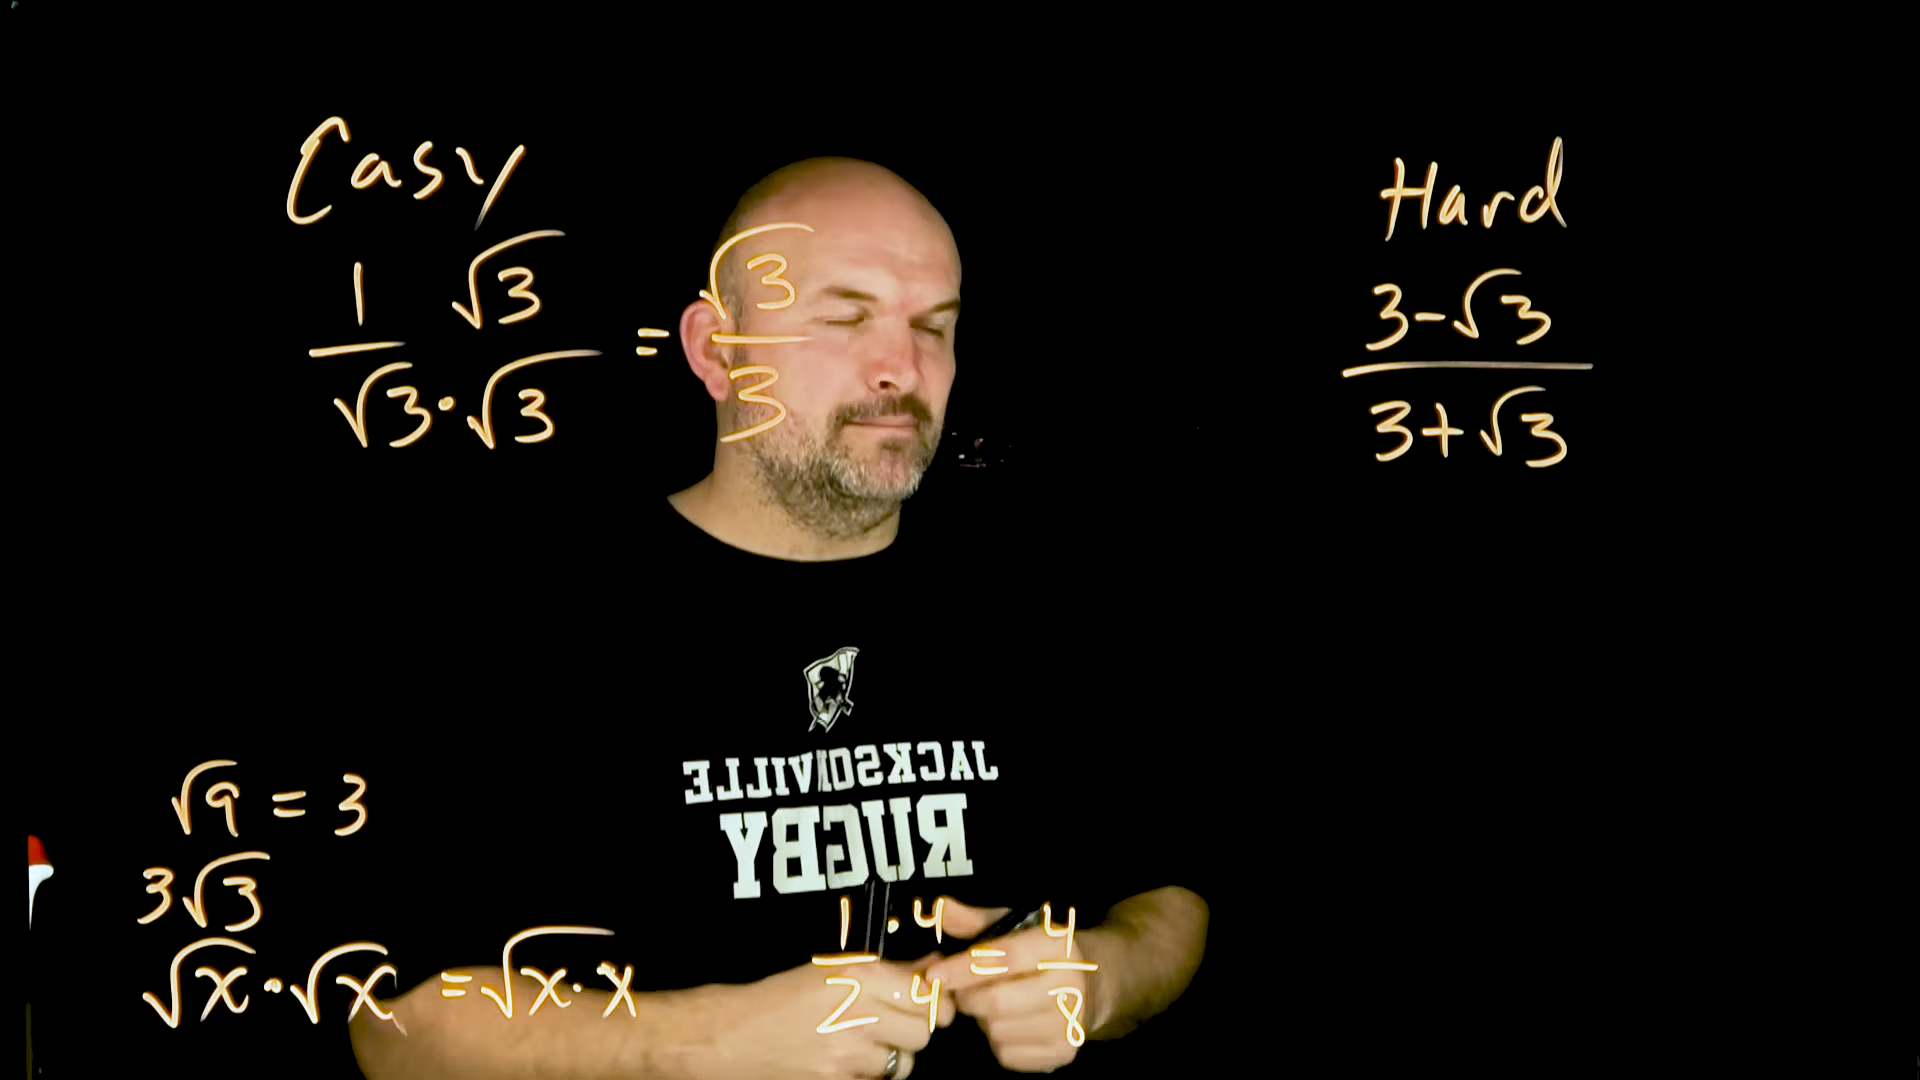 Easy
1 √3 / √3·√3 = √3 / 3
Hard
3-√3 / 3+√3
JACKSONVILLE
RUGBY
√9 = 3
3√3
√x·√x = √x·x
1·4 / 2·4 = 4 / 8